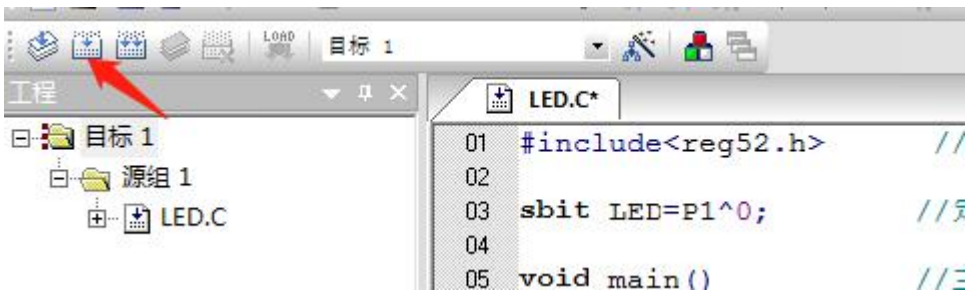 LOAD
目标 1
工程
LED.C*
目标 1
源组 1
LED.C
01 #include<reg52.h> //
02
03 sbit LED=P1^0; //
04
05 void main() //